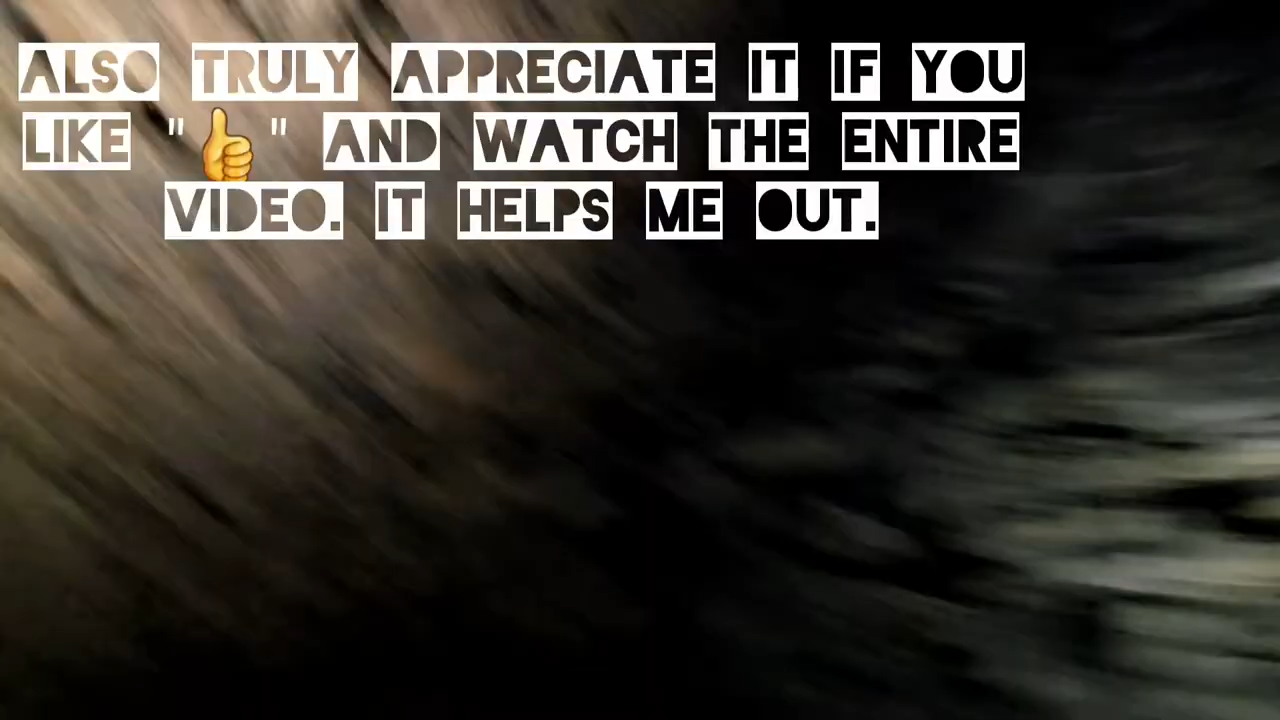 ALSO TRULY APPRECIATE IT IF YOU
LIKE "👍" AND WATCH THE ENTIRE
VIDEO. IT HELPS ME OUT.